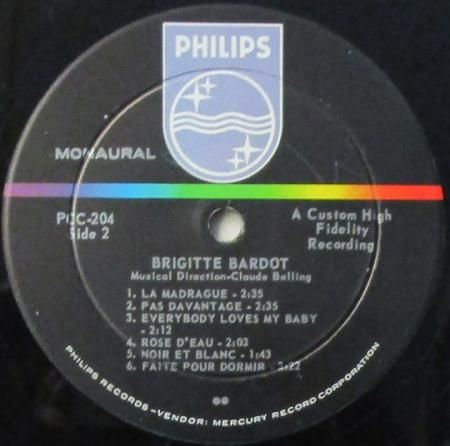 PHILIPS
MONAURAL
PCC-204
Side 2
A Custom High
Fidelity
Recording
BRIGITTE BARDOT
Musical Direction-Claude Bolling
1. LA MADRAGUE - 2:35
2. PAS DAVANTAGE - 2:35
3. EVERYBODY LOVES MY BABY
- 2:12
4. ROSE D'EAU - 2:03
5. NOIR ET BLANC - 1:43
6. FAITE POUR DORMIR - 2:22
PHILIPS RECORDS-VENDOR: MERCURY RECORD CORPORATION